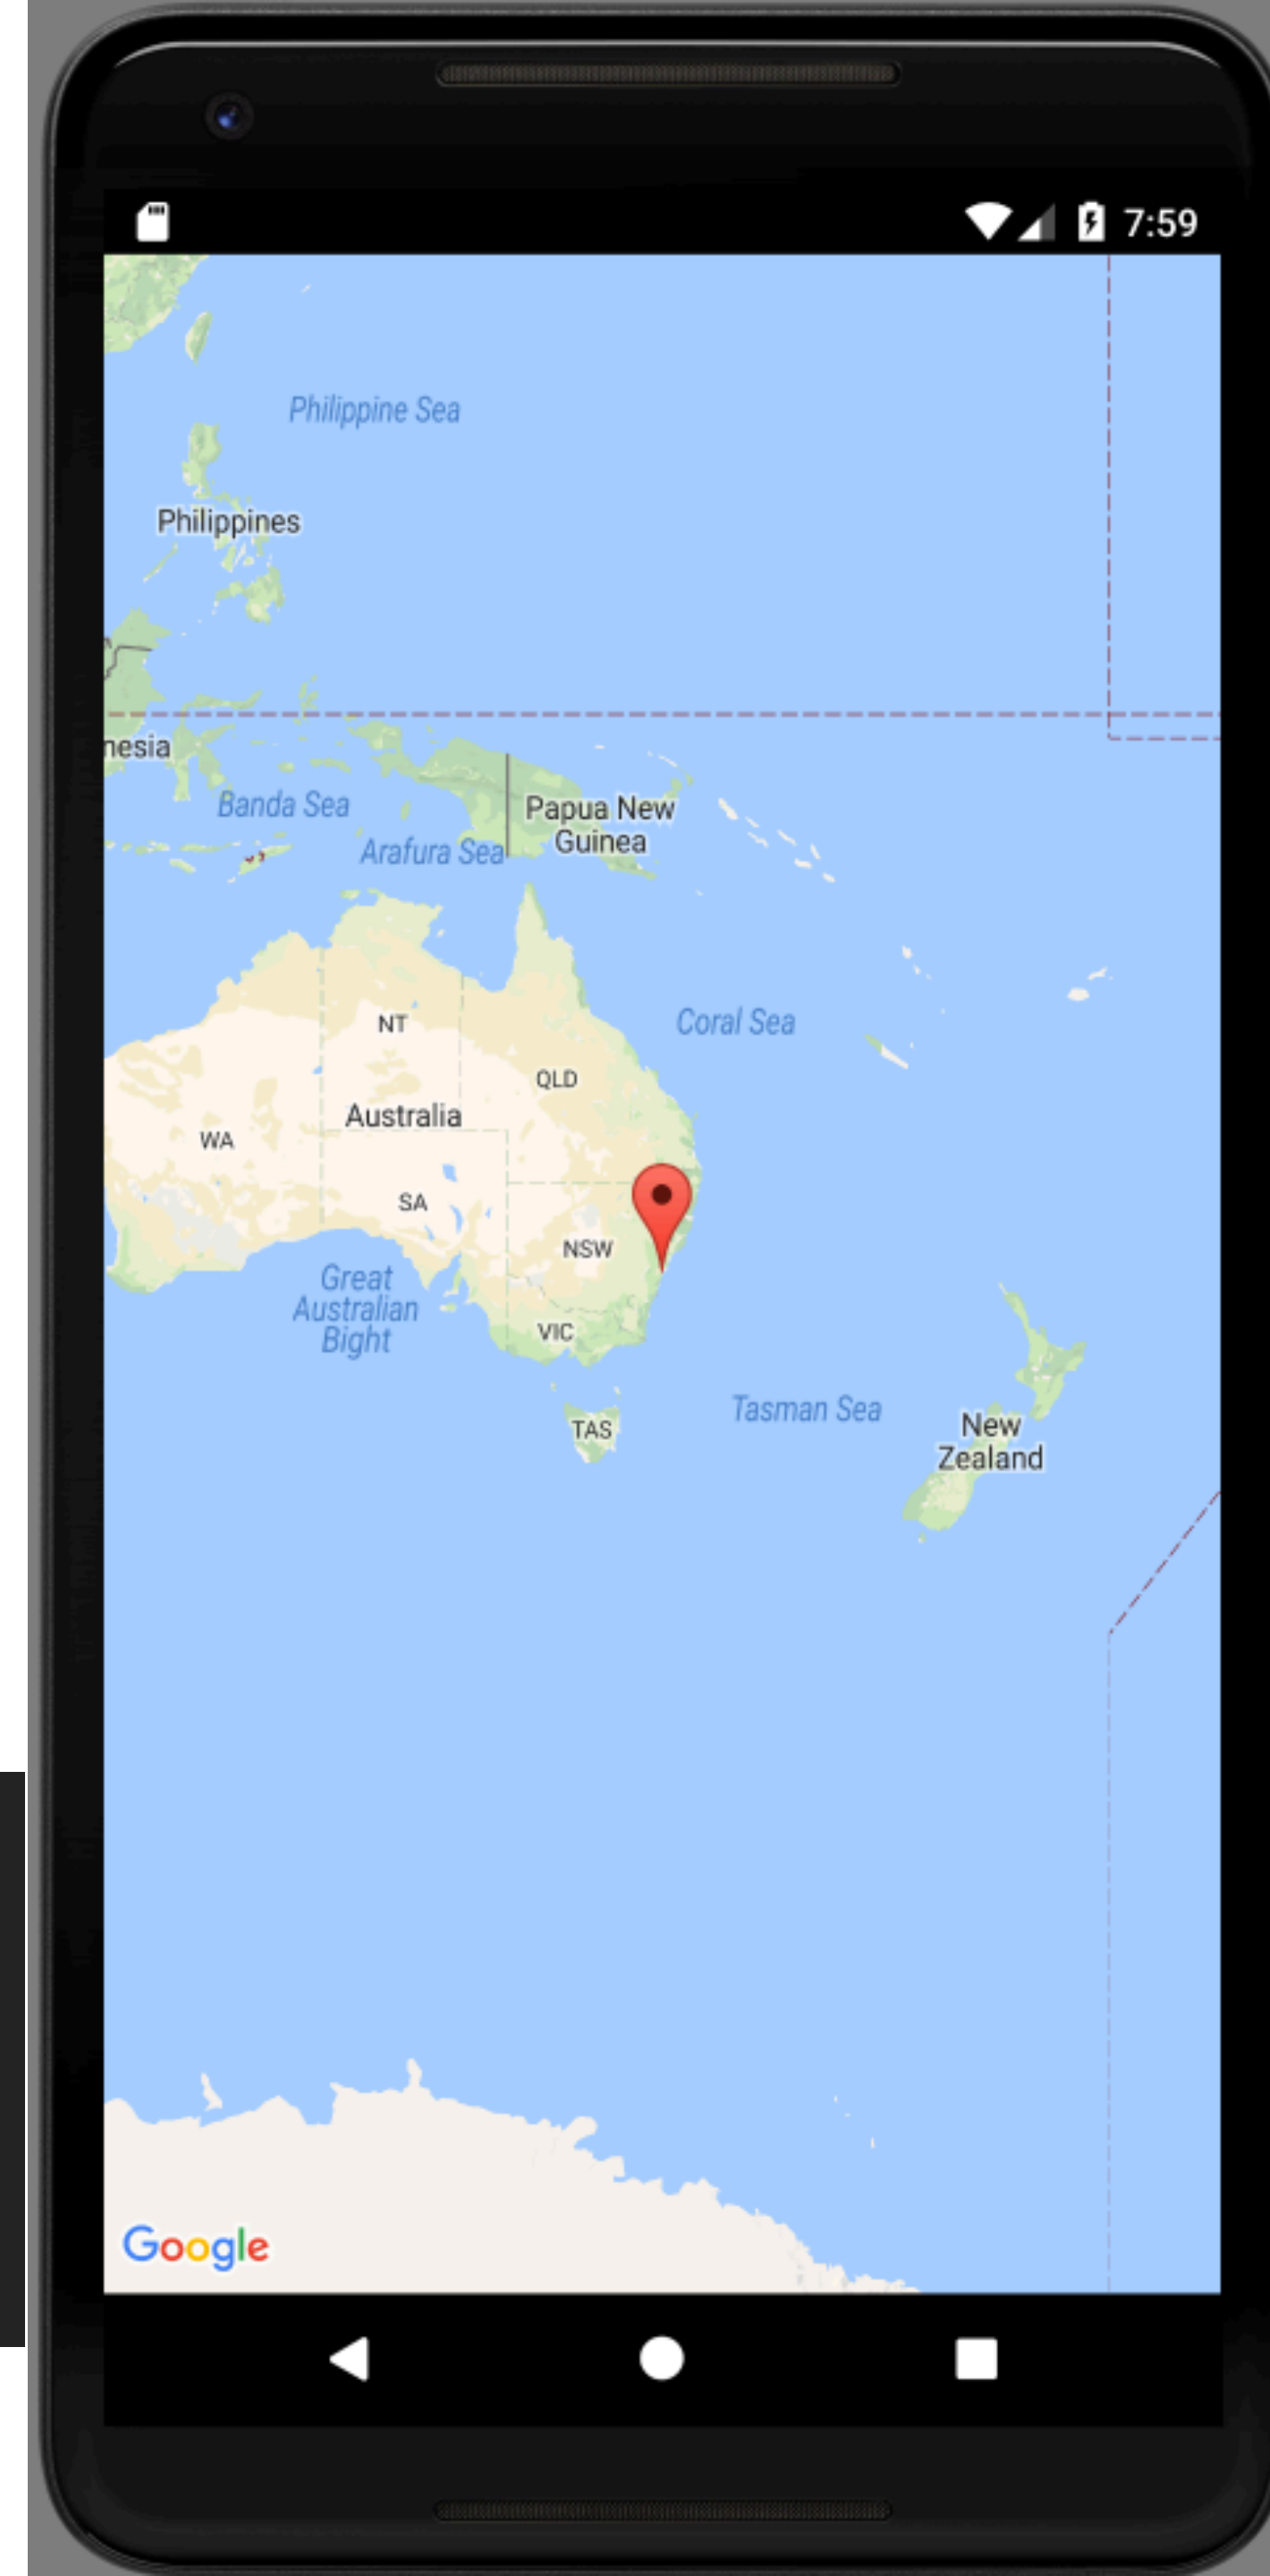 7:59
Philippine Sea
Philippines
nesia
Banda Sea
Papua New
Guinea
Arafura Sea
NT
Coral Sea
QLD
Australia
WA
SA
NSW
Great
Australian
Bight
VIC
Tasman Sea
TAS
New
Zealand
Google